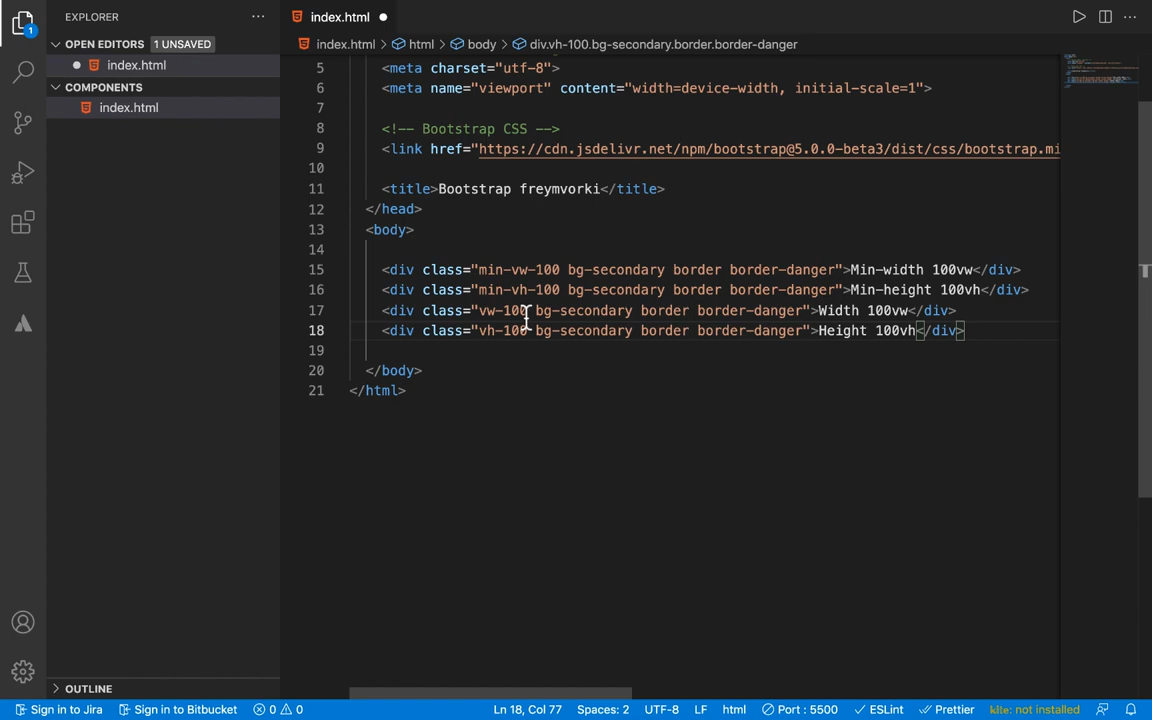 EXPLORER
index.html
OPEN EDITORS 1 UNSAVED
index.html > html > body > div.vh-100.bg-secondary.border.border-danger
index.html
COMPONENTS
index.html
1
5 <meta charset="utf-8">
6 <meta name="viewport" content="width=device-width, initial-scale=1">
7
8 <!-- Bootstrap CSS -->
9 <link href="https://cdn.jsdelivr.net/npm/bootstrap@5.0.0-beta3/dist/css/bootstrap.mi
10
11 <title>Bootstrap freymvorki</title>
12 </head>
13 <body>
14
15 <div class="min-vw-100 bg-secondary border border-danger">Min-width 100vw</div>
16 <div class="min-vh-100 bg-secondary border border-danger">Min-height 100vh</div>
17 <div class="vw-100 bg-secondary border border-danger">Width 100vw</div>
18 <div class="vh-100 bg-secondary border border-danger">Height 100vh</div>
19
20 </body>
21 </html>
OUTLINE
Sign in to Jira Sign in to Bitbucket 0 0 Ln 18, Col 77 Spaces: 2 UTF-8 LF html Port : 5500 ESLint Prettier kite: not installed